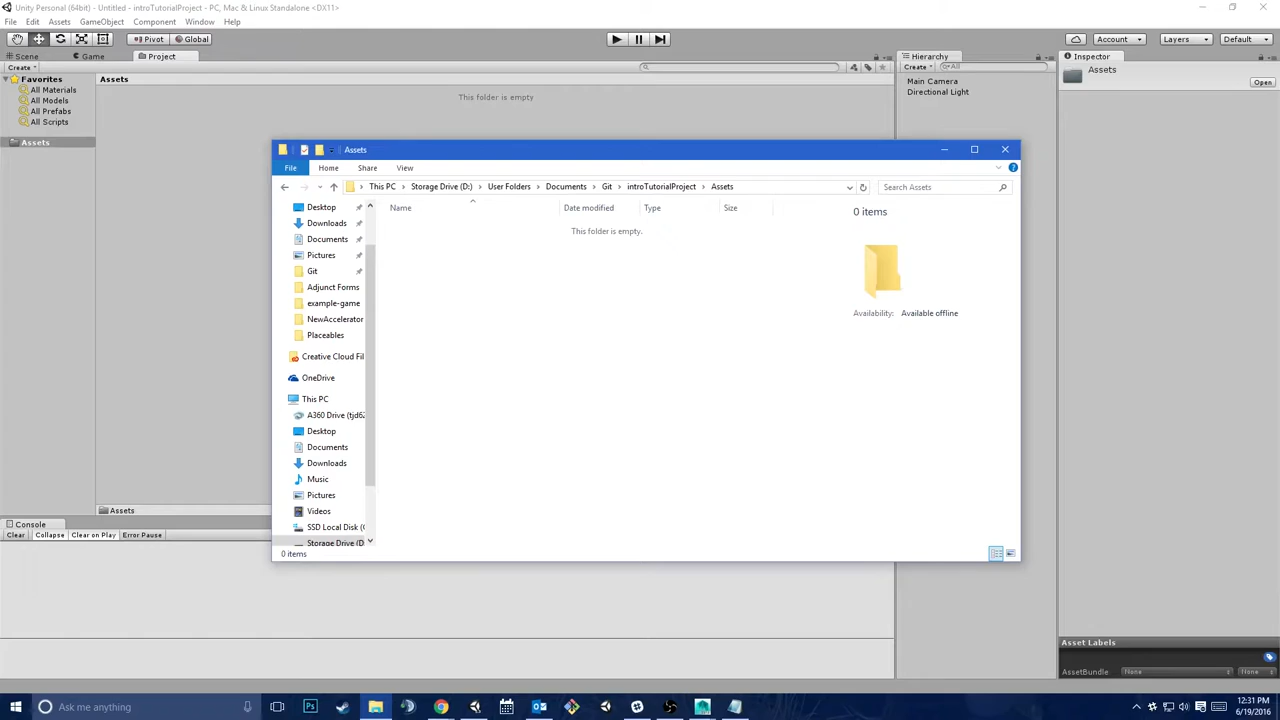 Unity Personal (64bit) - Untitled - introTutorialProject - PC, Mac & Linux Standalone <DX11>
File Edit Assets GameObject Component Window Help
Pivot Global Account Layers Default
Scene Game Project Hierarchy Inspector
Create Create All Assets
Open
Favorites Assets
All Materials This folder is empty Main Camera
All Models Directional Light
All Prefabs
All Scripts
Assets
Assets
File Home Share View
This PC Storage Drive (D:) User Folders Documents Git introTutorialProject Assets Search Assets
Name Date modified Type Size 0 items
This folder is empty.
Availability: Available offline
Desktop
Downloads
Documents
Pictures
Git
Adjunct Forms
example-game
NewAccelerator
Placeables
Creative Cloud Fil
OneDrive
This PC
A360 Drive (tjd62
Desktop
Documents
Downloads
Music
Pictures
Videos
SSD Local Disk (C
Storage Drive (D
0 items
Assets
Console
Clear Collapse Clear on Play Error Pause
Asset Labels
AssetBundle None None
Ask me anything
12:31 PM
6/19/2016